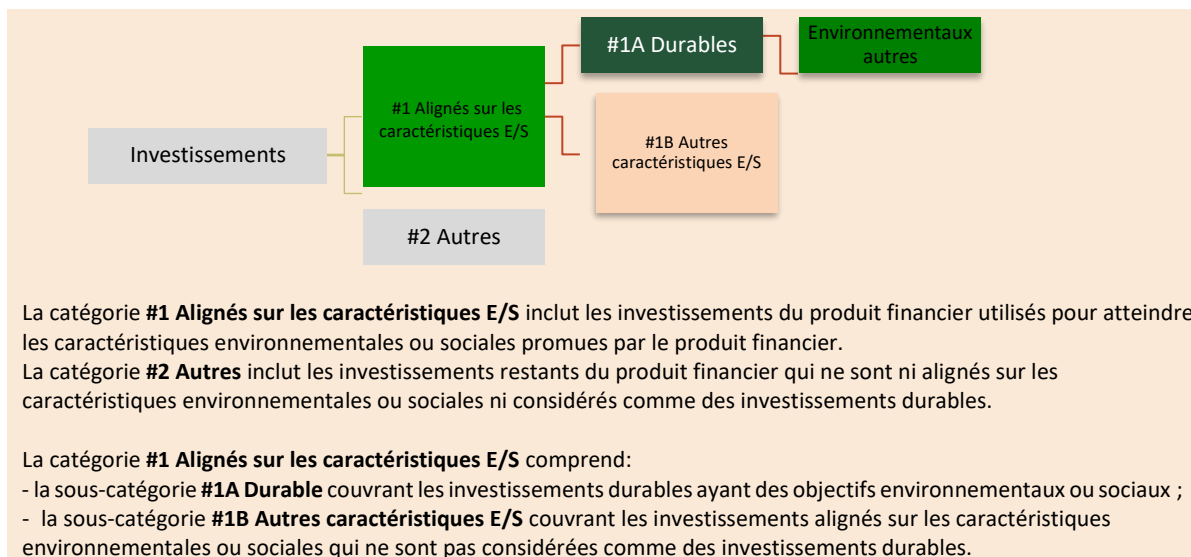 #1A Durables
Environnementaux
autres
#1 Alignés sur les
caractéristiques E/S
#1B Autres
caractéristiques E/S
Investissements
#2 Autres
La catégorie #1 Alignés sur les caractéristiques E/S inclut les investissements du produit financier utilisés pour atteindre
les caractéristiques environnementales ou sociales promues par le produit financier.
La catégorie #2 Autres inclut les investissements restants du produit financier qui ne sont ni alignés sur les
caractéristiques environnementales ou sociales ni considérés comme des investissements durables.
La catégorie #1 Alignés sur les caractéristiques E/S comprend:
- la sous-catégorie #1A Durable couvrant les investissements durables ayant des objectifs environnementaux ou sociaux ;
- la sous-catégorie #1B Autres caractéristiques E/S couvrant les investissements alignés sur les caractéristiques
environnementales ou sociales qui ne sont pas considérées comme des investissements durables.